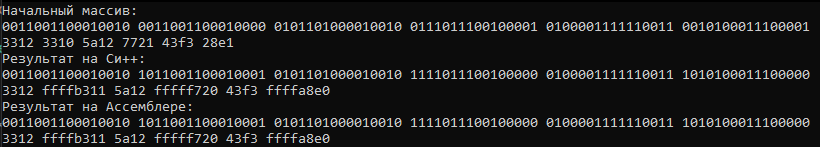 Начальный массив:
0011001100010010 0011001100010000 0101101000010010 0111011100100001 0100001111110011 0010100011100001
3312 3310 5a12 7721 43f3 28e1
Результат на Си++:
0011001100010010 1011001100010001 0101101000010010 1111011100100000 0100001111110011 1010100011100000
3312 ffffb311 5a12 fffff720 43f3 ffffa8e0
Результат на Ассемблере:
0011001100010010 1011001100010001 0101101000010010 1111011100100000 0100001111110011 1010100011100000
3312 ffffb311 5a12 fffff720 43f3 ffffa8e0